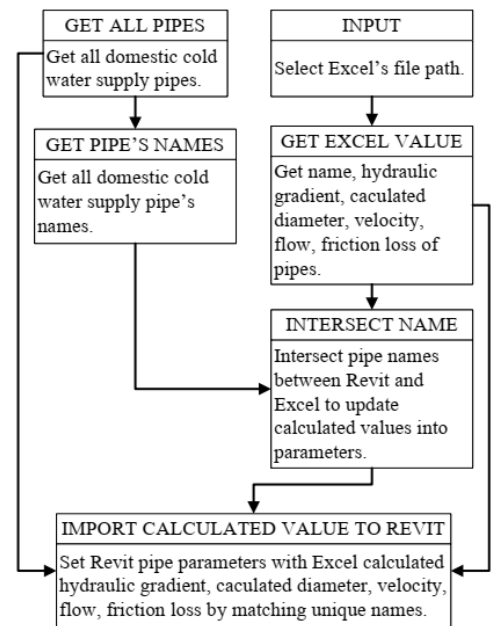 GET ALL PIPES
Get all domestic cold
water supply pipes.
INPUT
Select Excel's file path.
GET PIPE'S NAMES
Get all domestic cold
water supply pipe's
names.
GET EXCEL VALUE
Get name, hydraulic
gradient, caculated
diameter, velocity,
flow, friction loss of
pipes.
INTERSECT NAME
Intersect pipe names
between Revit and
Excel to update
calculated values into
parameters.
IMPORT CALCULATED VALUE TO REVIT
Set Revit pipe parameters with Excel calculated
hydraulic gradient, caculated diameter, velocity,
flow, friction loss by matching unique names.